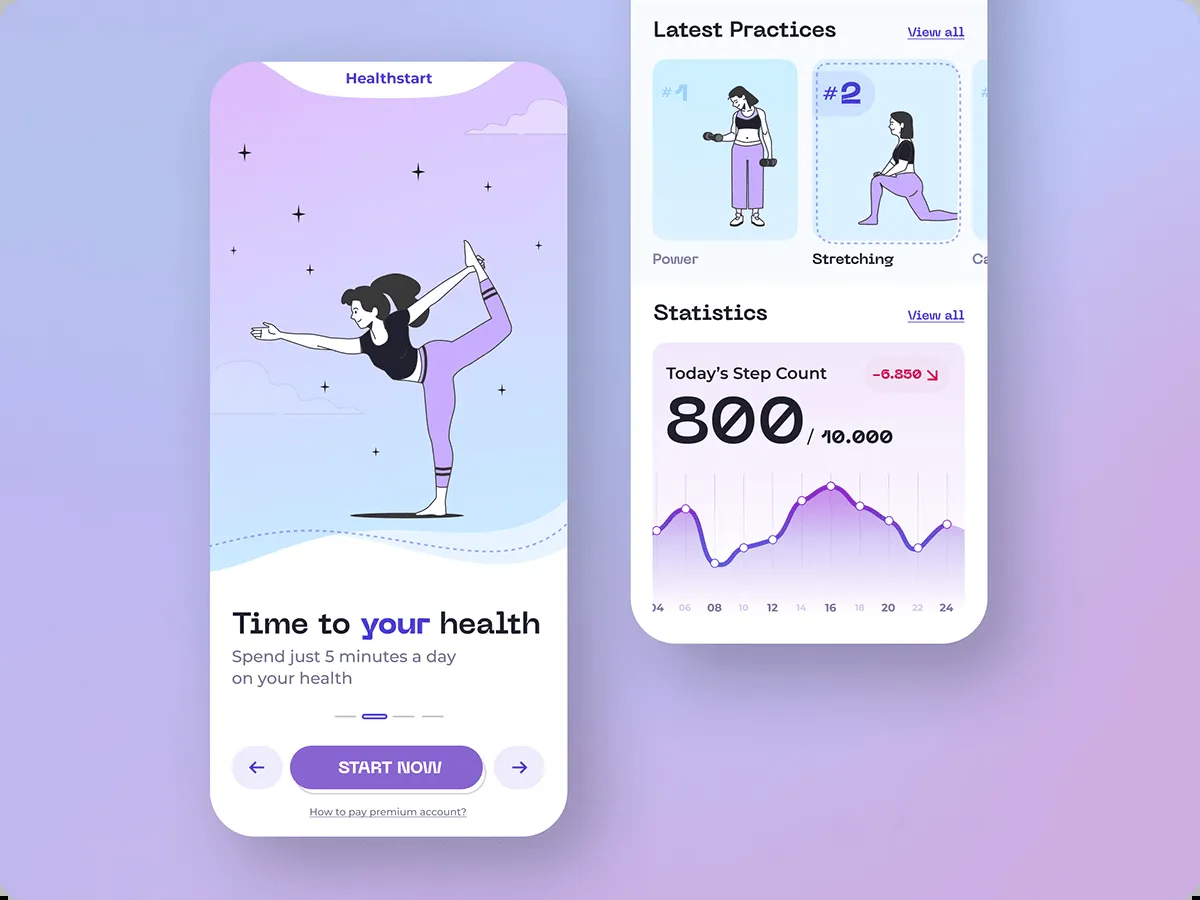 Healthstart
Time to your health
Spend just 5 minutes a day
on your health
START NOW
How to pay premium account?
Latest Practices
View all
#1
#2
#
Power
Stretching
Ca
Statistics
View all
Today's Step Count
-6.850
800 / 10.000
04 06 08 10 12 14 16 18 20 22 24